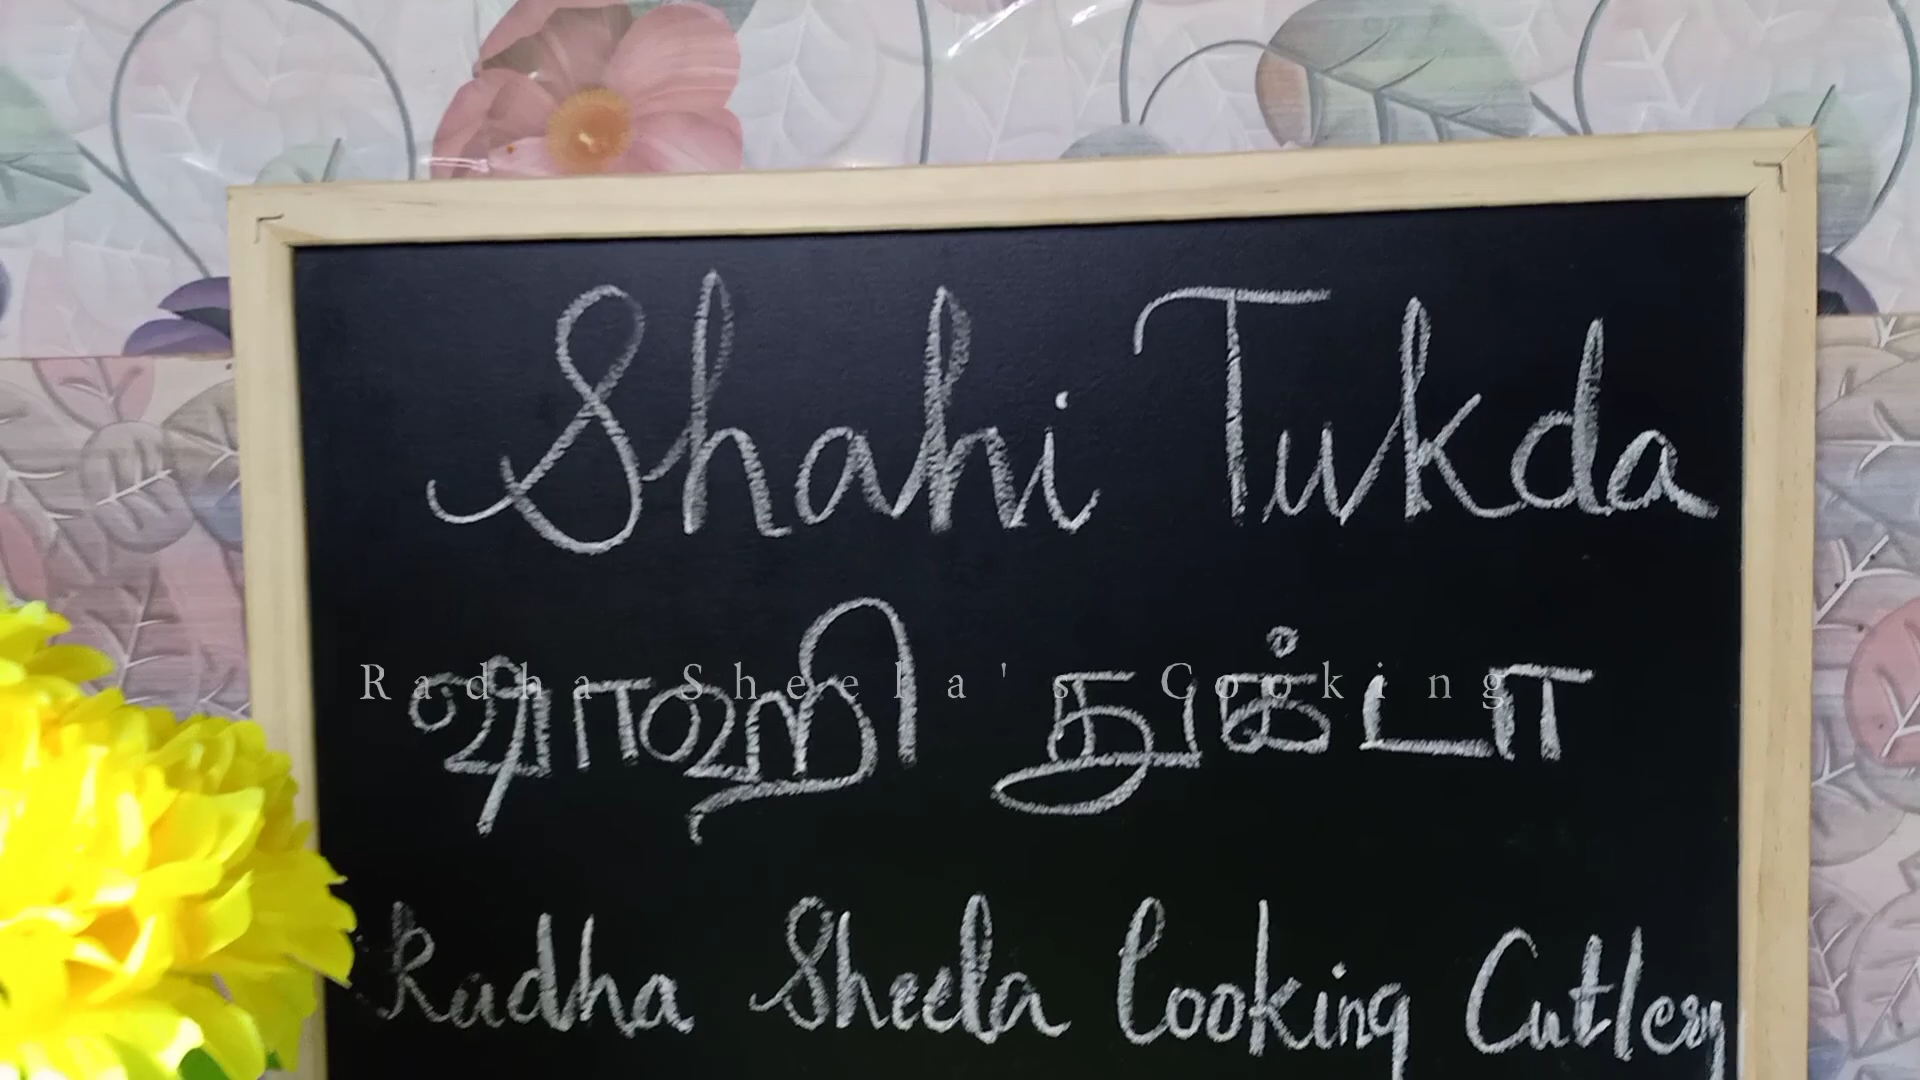 Shahi Tukda
ஷாஹி துக்டா
Radha Sheela's Cooking
Radha Sheela Cooking Cutlery